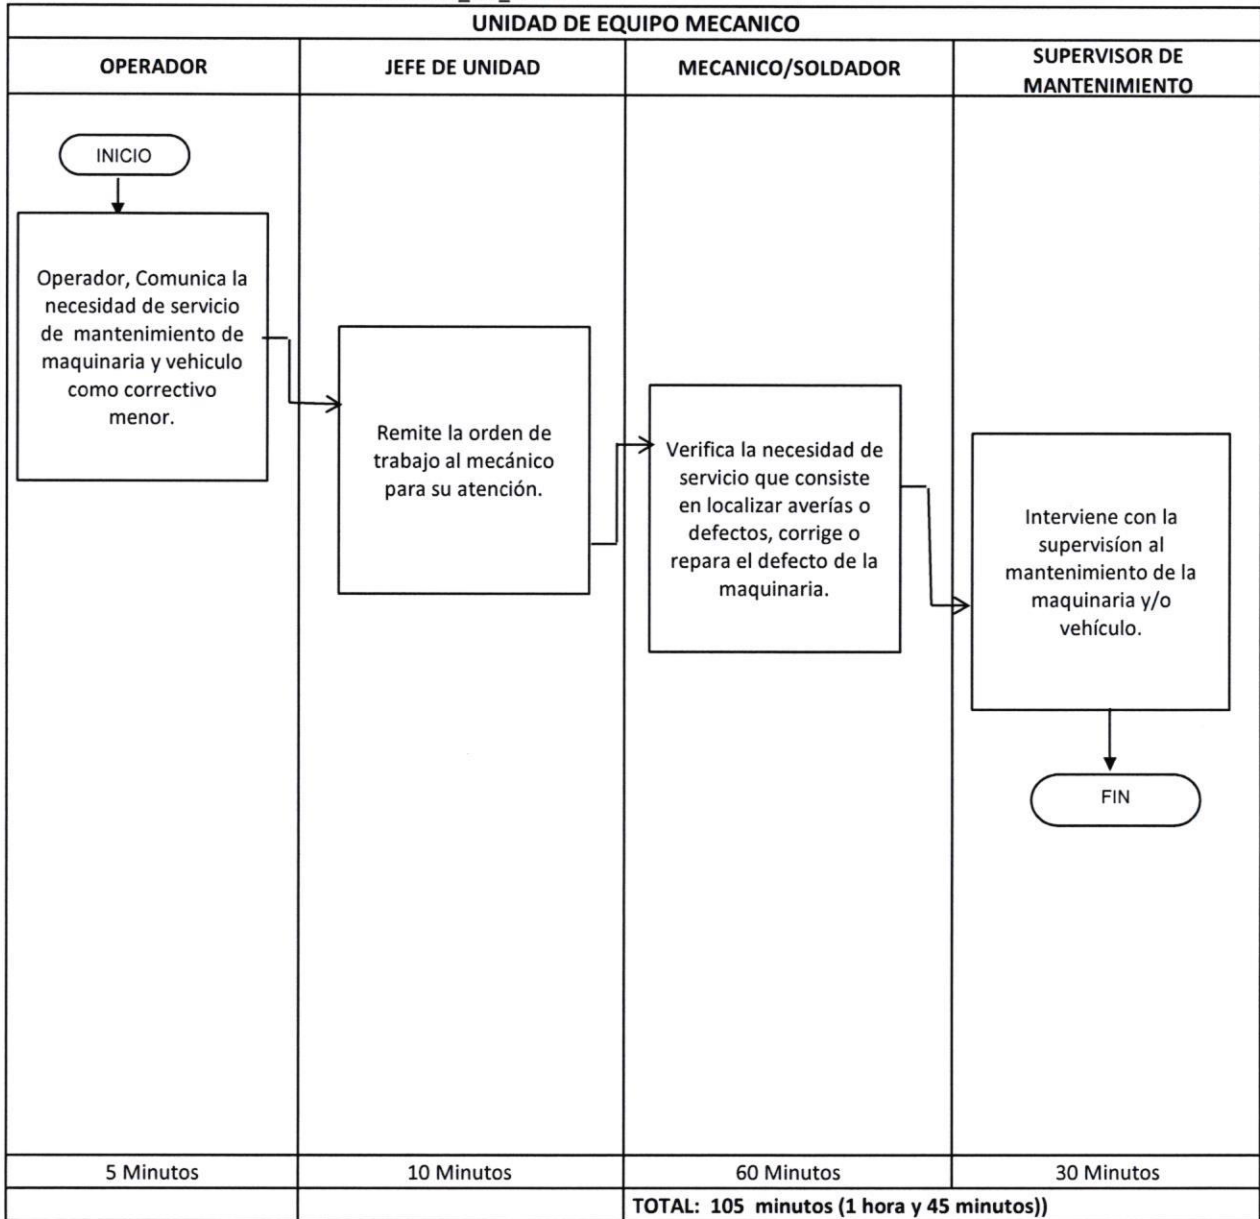 UNIDAD DE EQUIPO MECANICO
OPERADOR
JEFE DE UNIDAD
MECANICO/SOLDADOR
SUPERVISOR DE
MANTENIMIENTO
INICIO
Operador, Comunica la
necesidad de servicio
de mantenimiento de
maquinaria y vehiculo
como correctivo
menor.
Remite la orden de
trabajo al mecánico
para su atención.
Verifica la necesidad de
servicio que consiste
en localizar averías o
defectos, corrige o
repara el defecto de la
maquinaria.
Interviene con la
supervisíon al
mantenimiento de la
maquinaria y/o
vehículo.
FIN
5 Minutos
10 Minutos
60 Minutos
30 Minutos
TOTAL: 105 minutos (1 hora y 45 minutos))